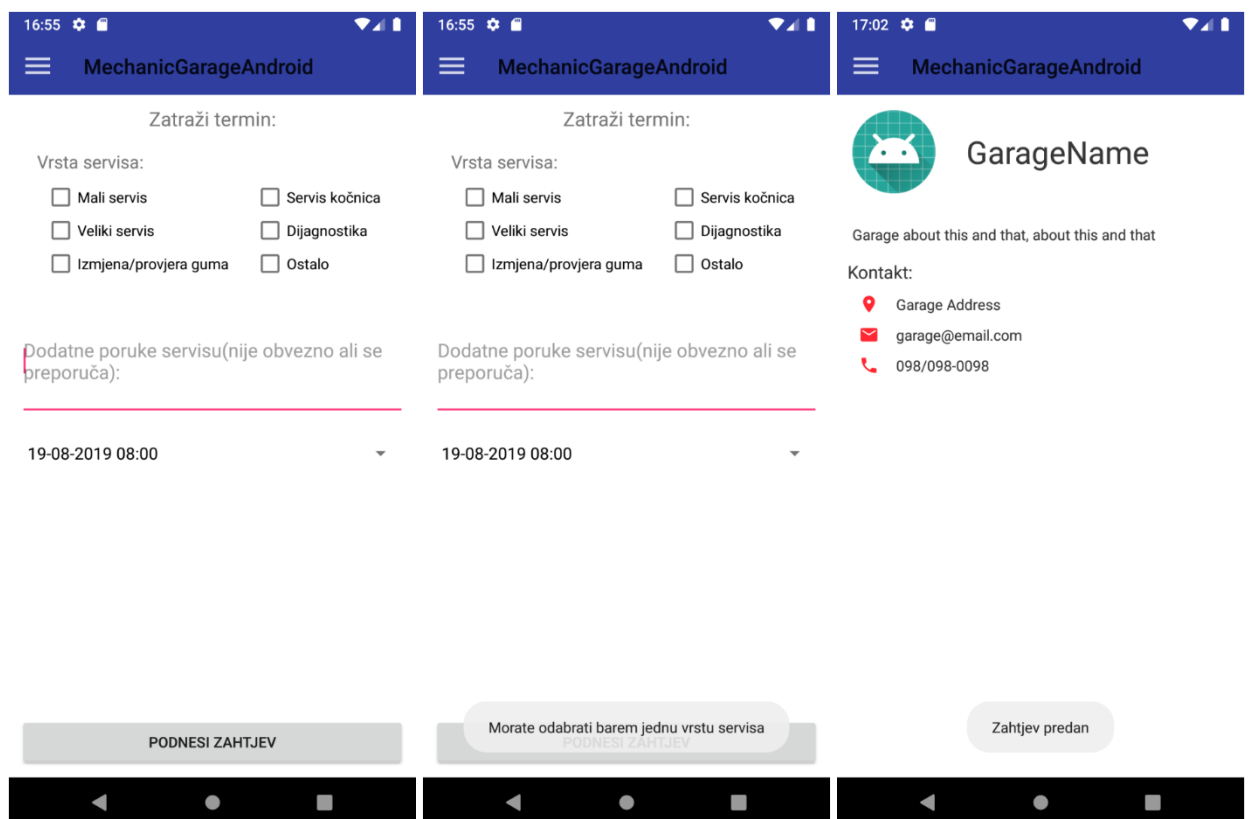 16:55
MechanicGarageAndroid
Zatraži termin:
Vrsta servisa:
Mali servis
Servis kočnica
Veliki servis
Dijagnostika
Izmjena/provjera guma
Ostalo
Dodatne poruke servisu(nije obvezno ali se
preporuča):
19-08-2019 08:00
PODNESI ZAHTJEV
16:55
MechanicGarageAndroid
Zatraži termin:
Vrsta servisa:
Mali servis
Servis kočnica
Veliki servis
Dijagnostika
Izmjena/provjera guma
Ostalo
Dodatne poruke servisu(nije obvezno ali se
preporuča):
19-08-2019 08:00
Morate odabrati barem jednu vrstu servisa
PODNESI ZAHTJEV
17:02
MechanicGarageAndroid
GarageName
Garage about this and that, about this and that
Kontakt:
Garage Address
garage@email.com
098/098-0098
Zahtjev predan